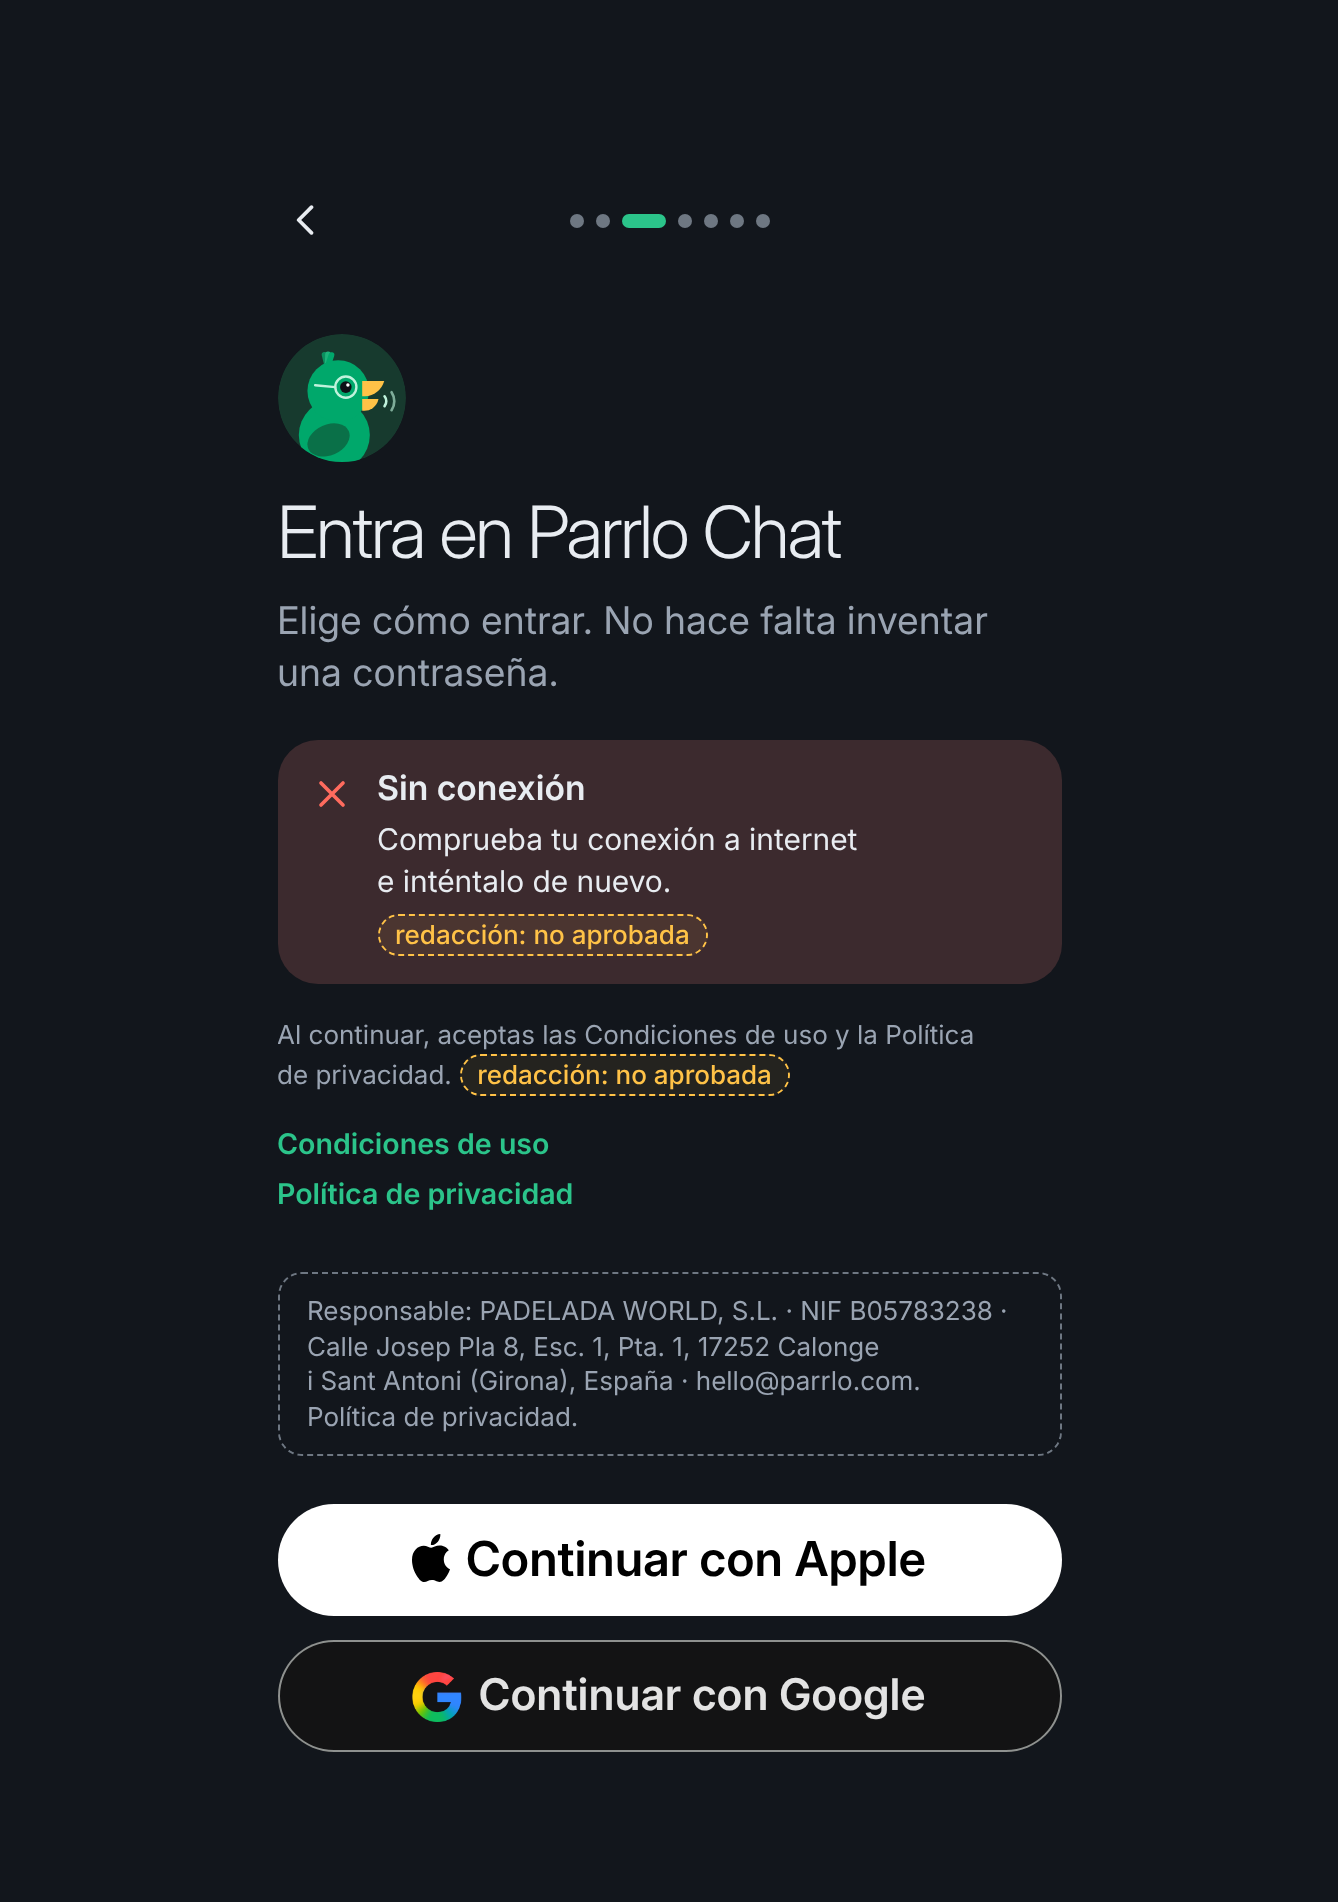 Entra en Parrlo Chat
Elige cómo entrar. No hace falta inventar
una contraseña.
Sin conexión
Comprueba tu conexión a internet
e inténtalo de nuevo.
redacción: no aprobada
Al continuar, aceptas las Condiciones de uso y la Política
de privacidad. redacción: no aprobada
Condiciones de uso
Política de privacidad
Responsable: PADELADA WORLD, S.L. · NIF B05783238 ·
Calle Josep Pla 8, Esc. 1, Pta. 1, 17252 Calonge
i Sant Antoni (Girona), España · hello@parrlo.com.
Política de privacidad.
Continuar con Apple
Continuar con Google